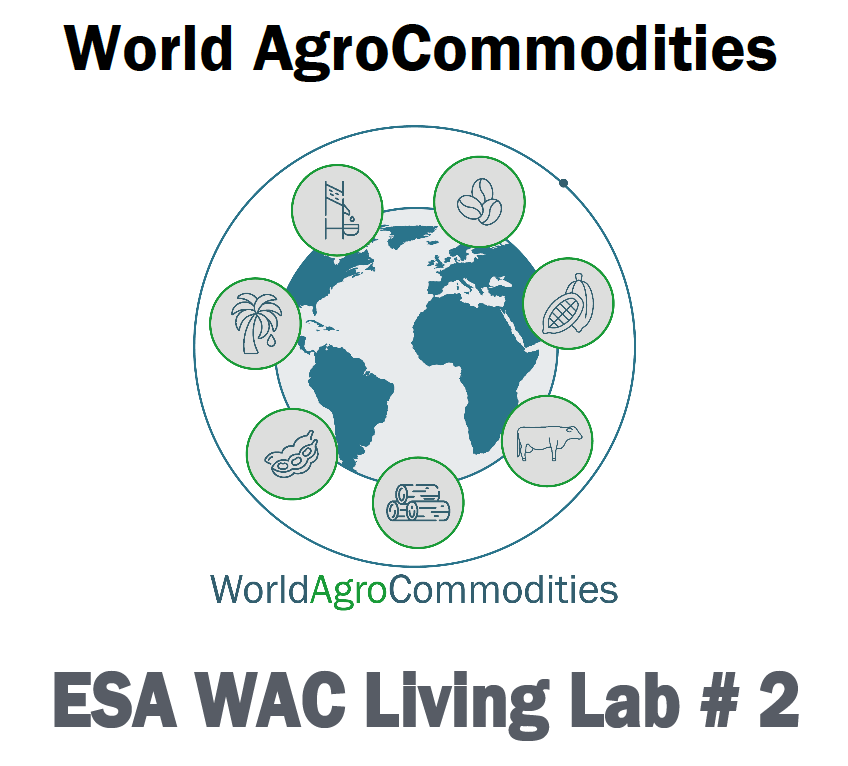 World AgroCommodities
WorldAgroCommodities
ESA WAC Living Lab # 2